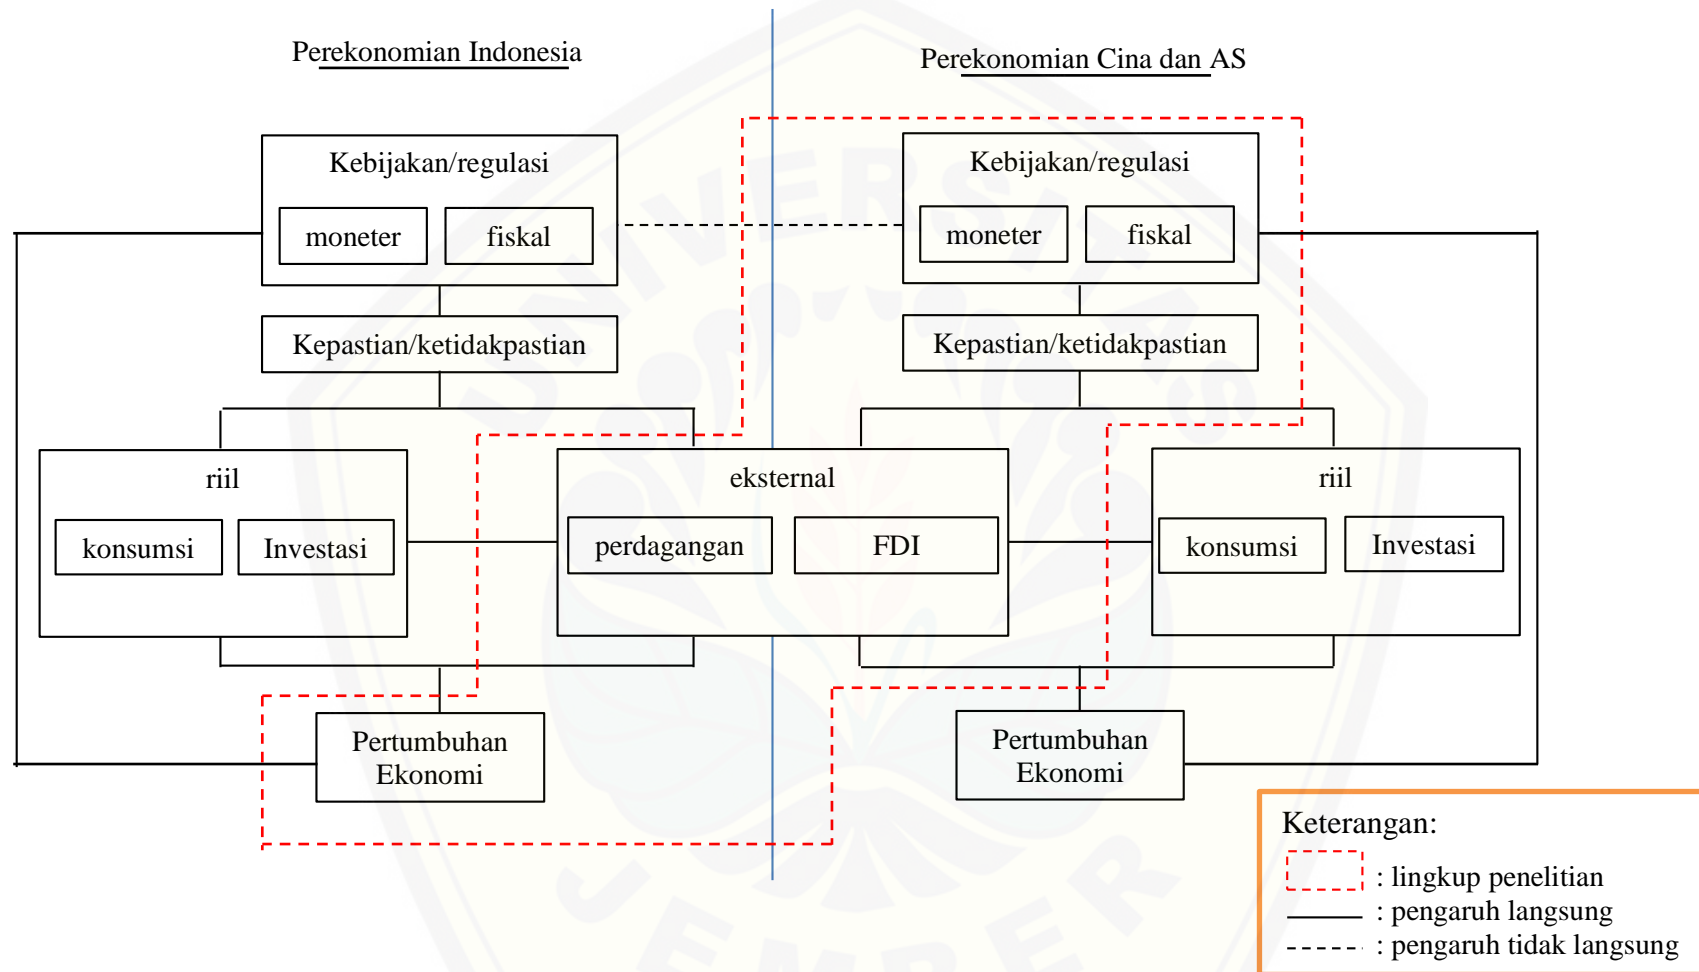 Perekonomian Indonesia
Perekonomian Cina dan AS
Kebijakan/regulasi
moneter
fiskal
Kebijakan/regulasi
moneter
fiskal
Kepastian/ketidakpastian
Kepastian/ketidakpastian
riil
konsumsi
Investasi
eksternal
perdagangan
FDI
riil
konsumsi
Investasi
Pertumbuhan
Ekonomi
Pertumbuhan
Ekonomi
Keterangan:
: lingkup penelitian
: pengaruh langsung
: pengaruh tidak langsung
UNIVERSITAS
JEMBER